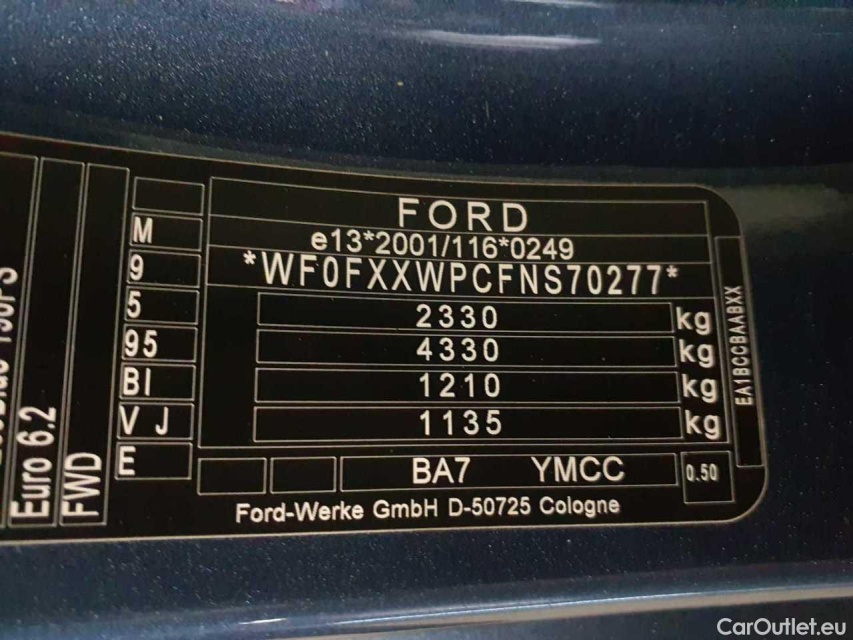 FORD
e13*2001/116*0249
*WF0FXXWPCFNS70277*
2330 kg
4330 kg
1210 kg
1135 kg
BA7 YMCC 0.50
Ford-Werke GmbH D-50725 Cologne
M
9
5
95
BI
V J
E
Euro 6.2
FWD
EA1BCCBAABXX
CarOutlet.eu